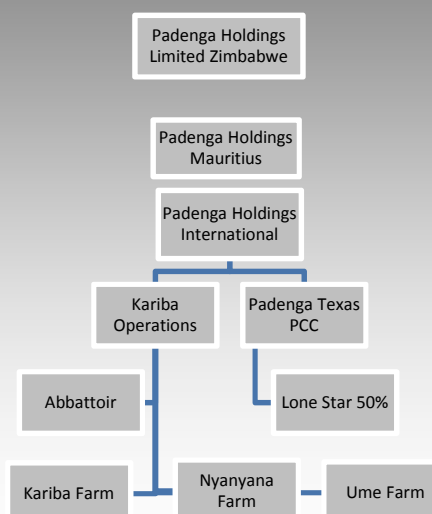 Padenga Holdings
Limited Zimbabwe
Padenga Holdings
Mauritius
Padenga Holdings
International
Kariba
Operations
Padenga Texas
PCC
Abbattoir
Lone Star 50%
Kariba Farm
Nyanyana
Farm
Ume Farm